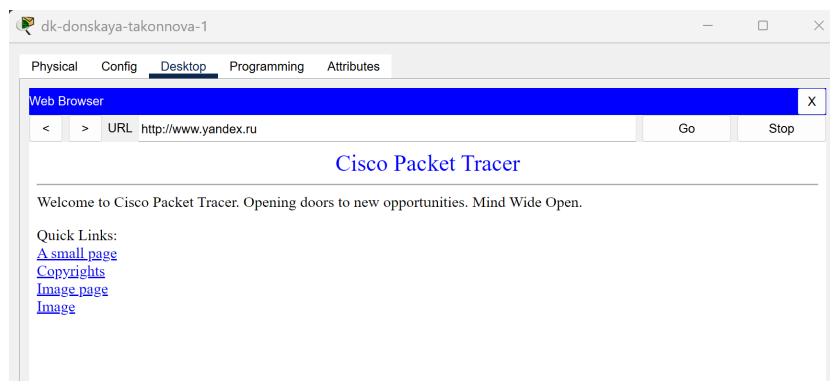 dk-donskaya-takonnova-1
Physical Config Desktop Programming Attributes
Web Browser X
< > URL http://www.yandex.ru Go Stop
Cisco Packet Tracer
Welcome to Cisco Packet Tracer. Opening doors to new opportunities. Mind Wide Open.
Quick Links:
A small page
Copyrights
Image page
Image